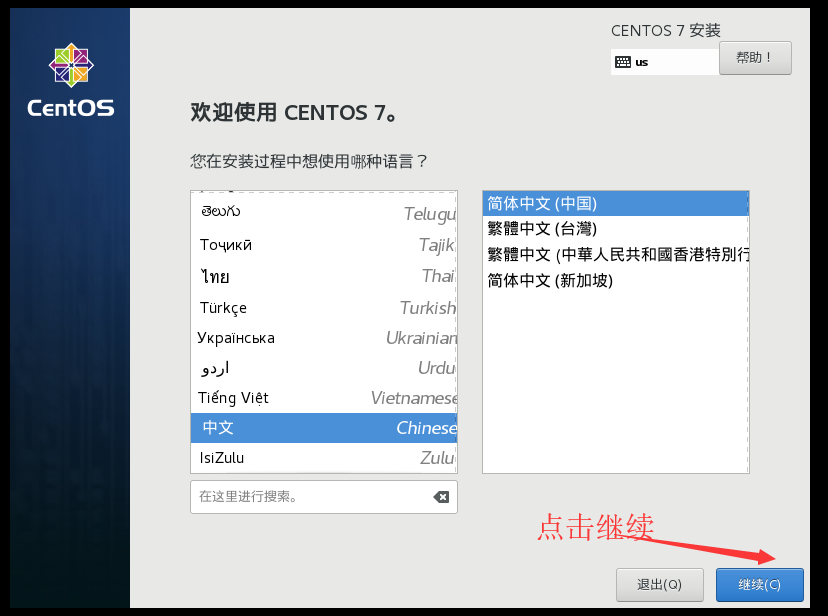 CentOS
CENTOS 7 安装
us
帮助！
欢迎使用 CENTOS 7。
您在安装过程中想使用哪种语言？
తెలుగు Telugu
Тоҷикӣ Tajik
ไทย Thai
Türkçe Turkish
Українська Ukrainian
اردو Urdu
Tiếng Việt Vietnamese
中文 Chinese
IsiZulu Zulu
简体中文 (中国)
繁體中文 (台灣)
繁體中文 (中華人民共和國香港特別行
简体中文 (新加坡)
在这里进行搜索。
点击继续
退出(Q)
继续(C)